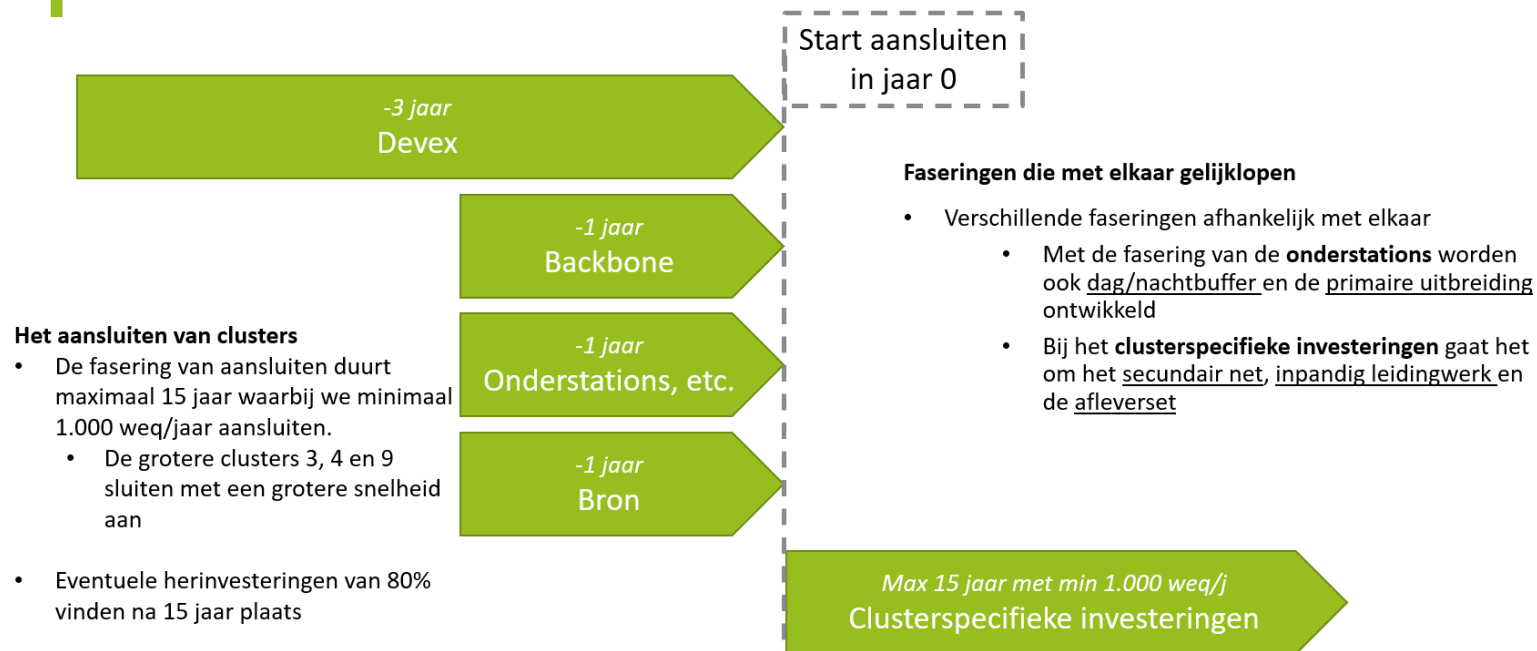 Start aansluiten
in jaar 0
-3 jaar
Devex
-1 jaar
Backbone
-1 jaar
Onderstations, etc.
-1 jaar
Bron
Max 15 jaar met min 1.000 weq/j
Clusterspecifieke investeringen
Het aansluiten van clusters
• De fasering van aansluiten duurt
maximaal 15 jaar waarbij we minimaal
1.000 weq/jaar aansluiten.
• De grotere clusters 3, 4 en 9
sluiten met een grotere snelheid
aan
• Eventuele herinvesteringen van 80%
vinden na 15 jaar plaats
Faseringen die met elkaar gelijklopen
• Verschillende faseringen afhankelijk met elkaar
• Met de fasering van de onderstations worden
ook dag/nachtbuffer en de primaire uitbreiding
ontwikkeld
• Bij het clusterspecifieke investeringen gaat het
om het secundair net, inpandig leidingwerk en
de afleverset